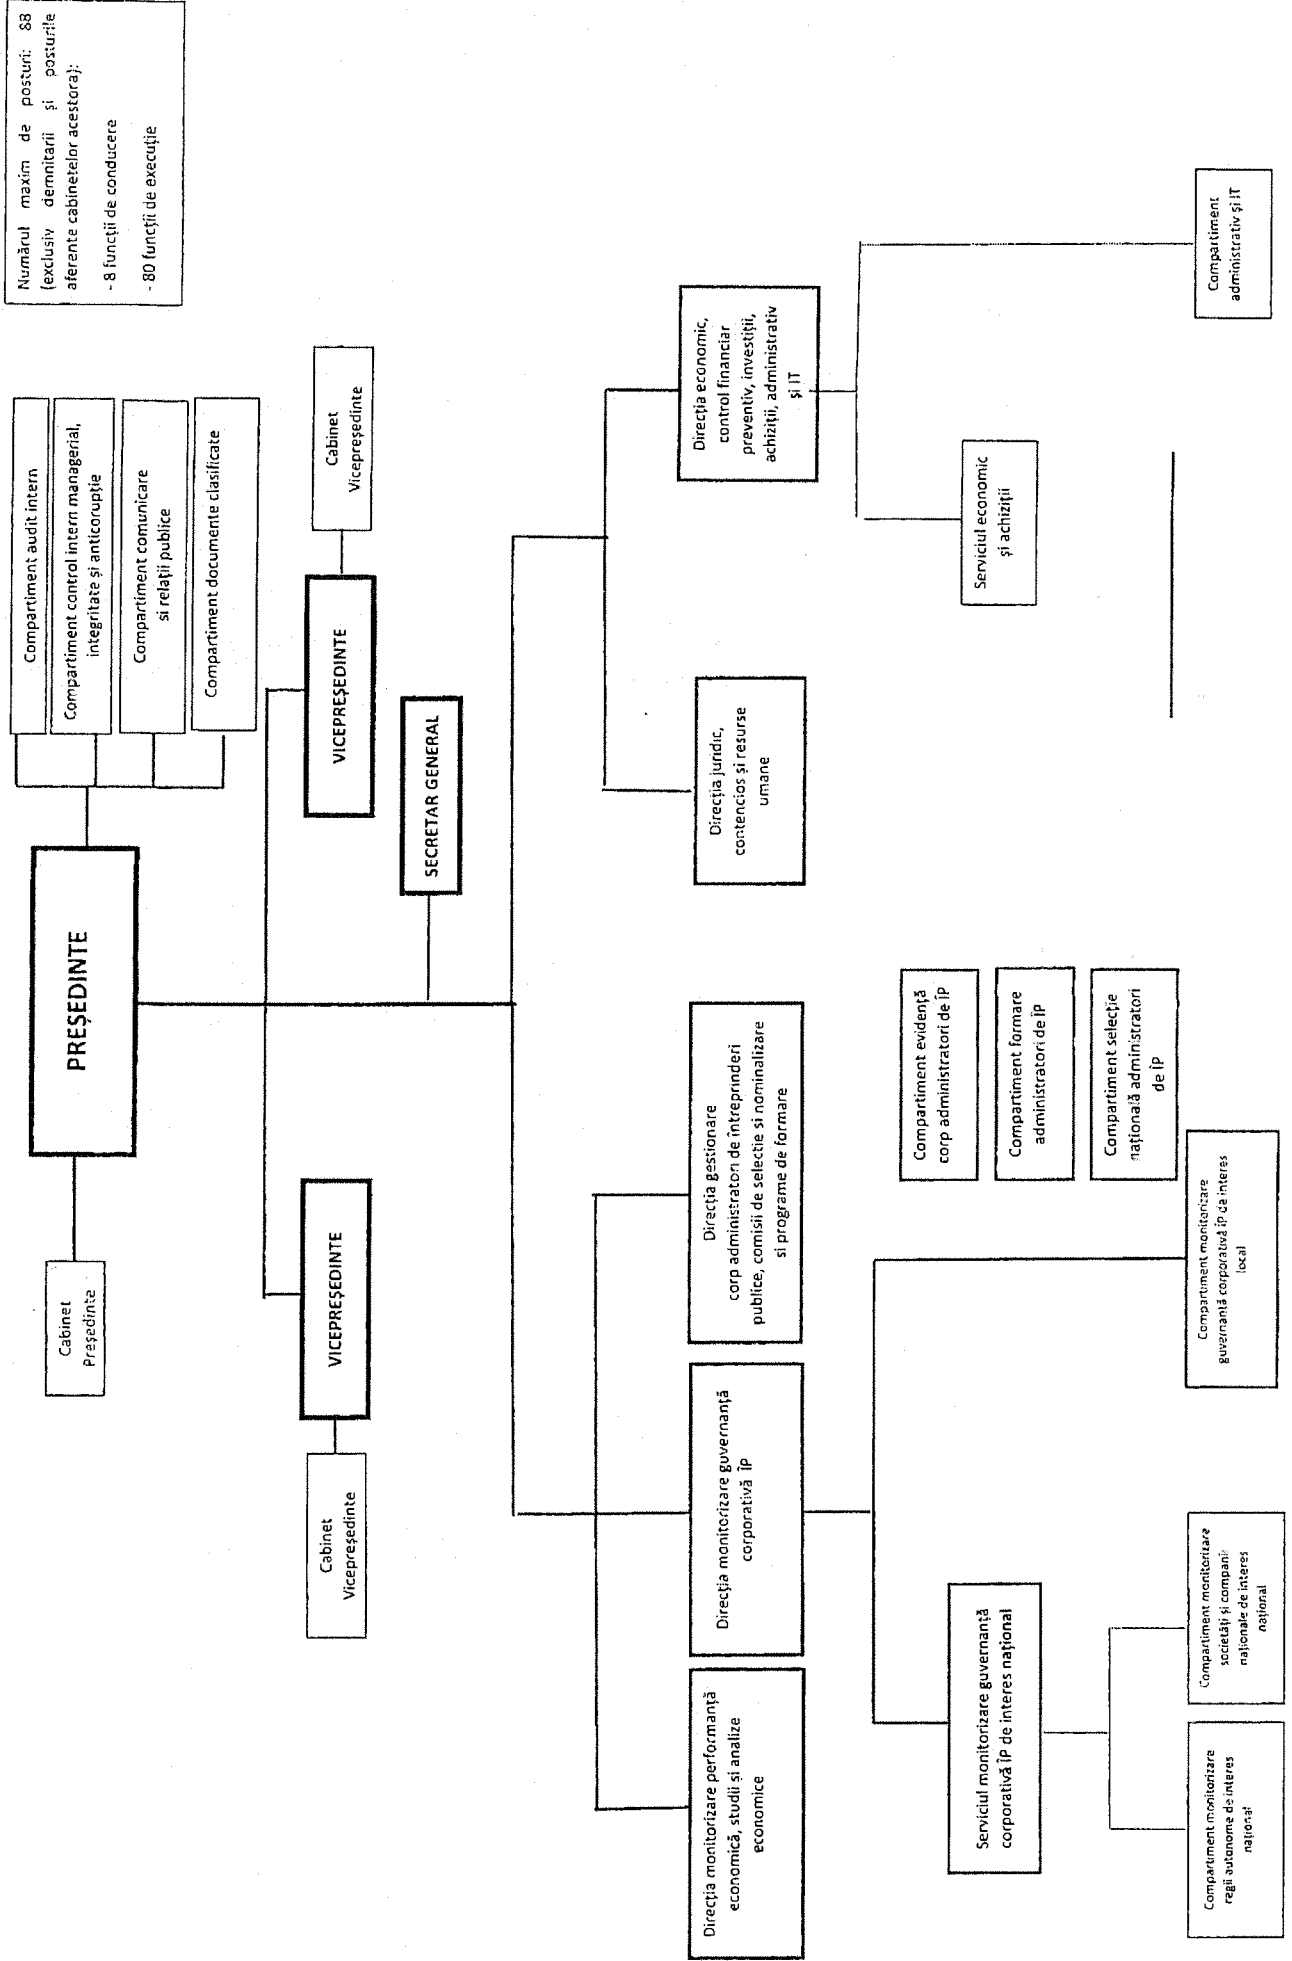 Numărul maxim de posturi: 88
(exclusiv demnitarii și posturile
aferente cabinetelor acestora):
- 8 funcții de conducere
- 80 funcții de execuție
Compartiment audit intern
Compartiment control intern managerial,
integritate și anticorupție
Compartiment comunicare
si relații publice
Compartiment documente clasificate
PREȘEDINTE
Cabinet
Președinte
VICEPREȘEDINTE
Cabinet
Vicepreședinte
VICEPREȘEDINTE
Cabinet
Vicepreședinte
SECRETAR GENERAL
Direcția monitorizare performanță
economică, studii și analize
economice
Direcția monitorizare guvernanță
corporativă ÎP
Direcția gestionare
corp administratori de întreprinderi
publice, comisii de selectie si nominalizare
si programe de formare
Direcția juridic,
contencios și resurse
umane
Direcția economic,
control financiar
preventiv, investiții,
achiziții, administrativ
și IT
Compartiment evidență
corp administratori de ÎP
Compartiment formare
administratori de ÎP
Compartiment selecție
națională administratori
de ÎP
Serviciul monitorizare guvernanță
corporativă ÎP de interes național
Serviciul economic
și achiziții
Compartiment monitorizare
regii autonome de interes
național
Compartiment monitorizare
societăți și companii
naționale de interes
național
Compartiment monitorizare
guvernanță corporativă ÎP de interes
local
Compartiment
administrativ și IT